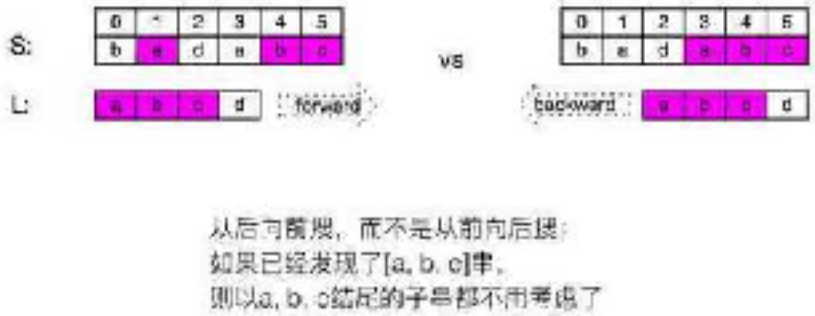 0 1 2 3 4 5 0 1 2 3 4 5
S: b a d a b c vs b a d a b c
L: a b c d forward backward a b c d
从后向前搜，而不是从前向后搜：
如果已经发现了[a, b, c]串，
则以a, b, c结尾的子串都不用考虑了